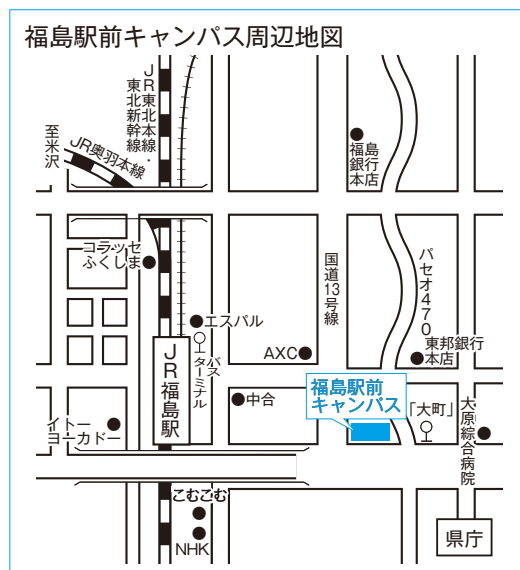 福島駅前キャンパス周辺地図
JR東北本線・
東北新幹線
至米沢
JR奥羽本線
福島
銀行
本店
コラッセ
ふくしま
国道13号線
パセオ470
エスパル
バス
ターミナル
AXC
東邦銀行
本店
JR福島駅
中合
福島駅前
キャンパス
「大町」
大原綜合病院
イトー
ヨーカドー
こむこむ
NHK
県庁